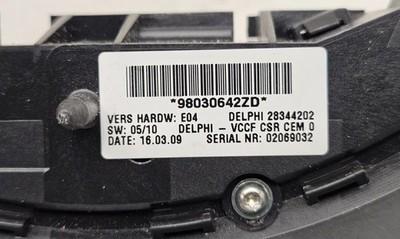 *98030642ZD*
VERS HARDW: E04 DELPHI 28344202
SW: 05/10 DELPHI - VCCF CSR CEM 0
DATE: 16.03.09 SERIAL NR: 02069032